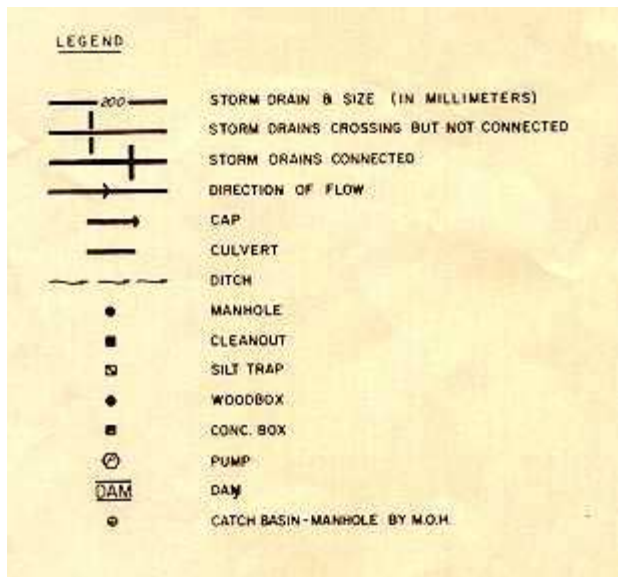 LEGEND
200 STORM DRAIN & SIZE (IN MILLIMETERS)
STORM DRAINS CROSSING BUT NOT CONNECTED
STORM DRAINS CONNECTED
DIRECTION OF FLOW
CAP
CULVERT
DITCH
MANHOLE
CLEANOUT
SILT TRAP
WOODBOX
CONC. BOX
PUMP
DAM DAM
CATCH BASIN-MANHOLE BY M.O.H.